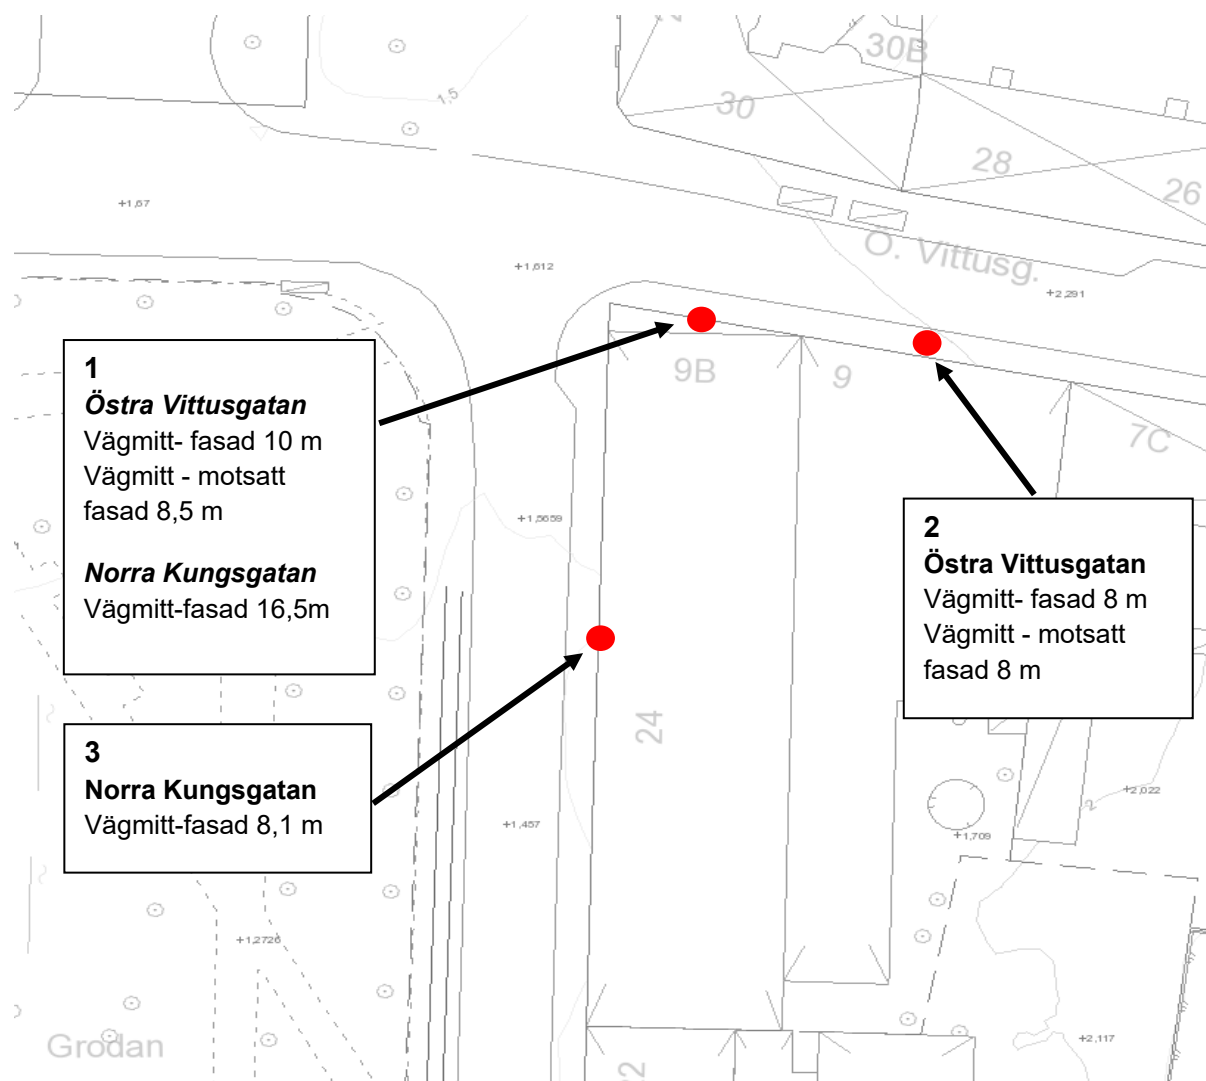 30B
1,5
30
28
26
+1,67
Ö. Vittusg.
+1,612
+2,291
1
Östra Vittusgatan
Vägmitt- fasad 10 m
Vägmitt - motsatt
fasad 8,5 m
Norra Kungsgatan
Vägmitt-fasad 16,5m
9B
9
7C
+1,5659
2
Östra Vittusgatan
Vägmitt- fasad 8 m
Vägmitt - motsatt
fasad 8 m
24
3
Norra Kungsgatan
Vägmitt-fasad 8,1 m
+1,457
2
+2,022
+1,709
+1,2726
Grodan
+2,117
22